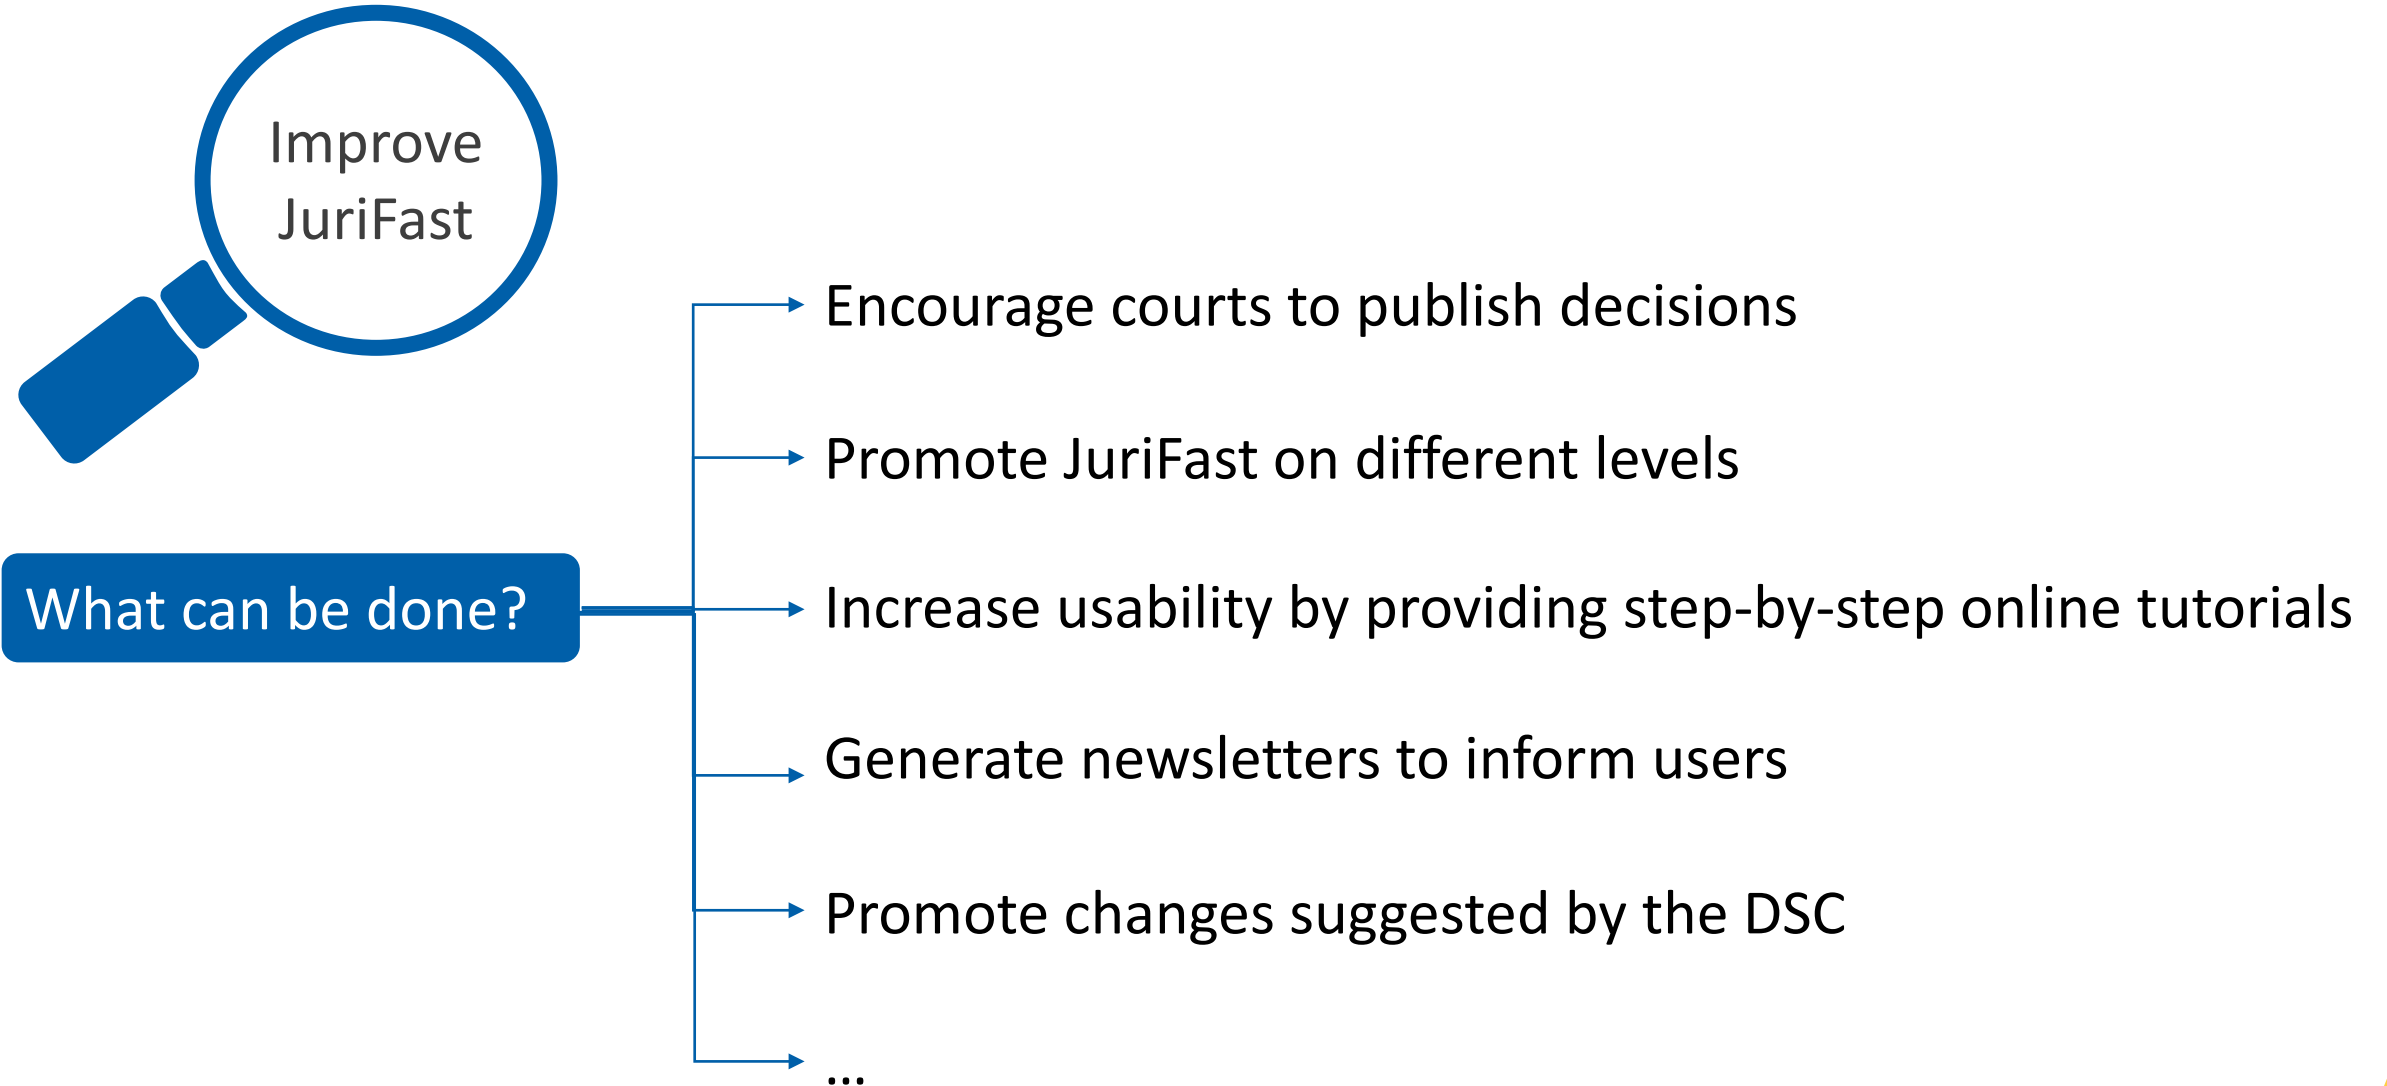 Improve
JuriFast
Encourage courts to publish decisions
Promote JuriFast on different levels
What can be done?
Increase usability by providing step-by-step online tutorials
Generate newsletters to inform users
Promote changes suggested by the DSC
...